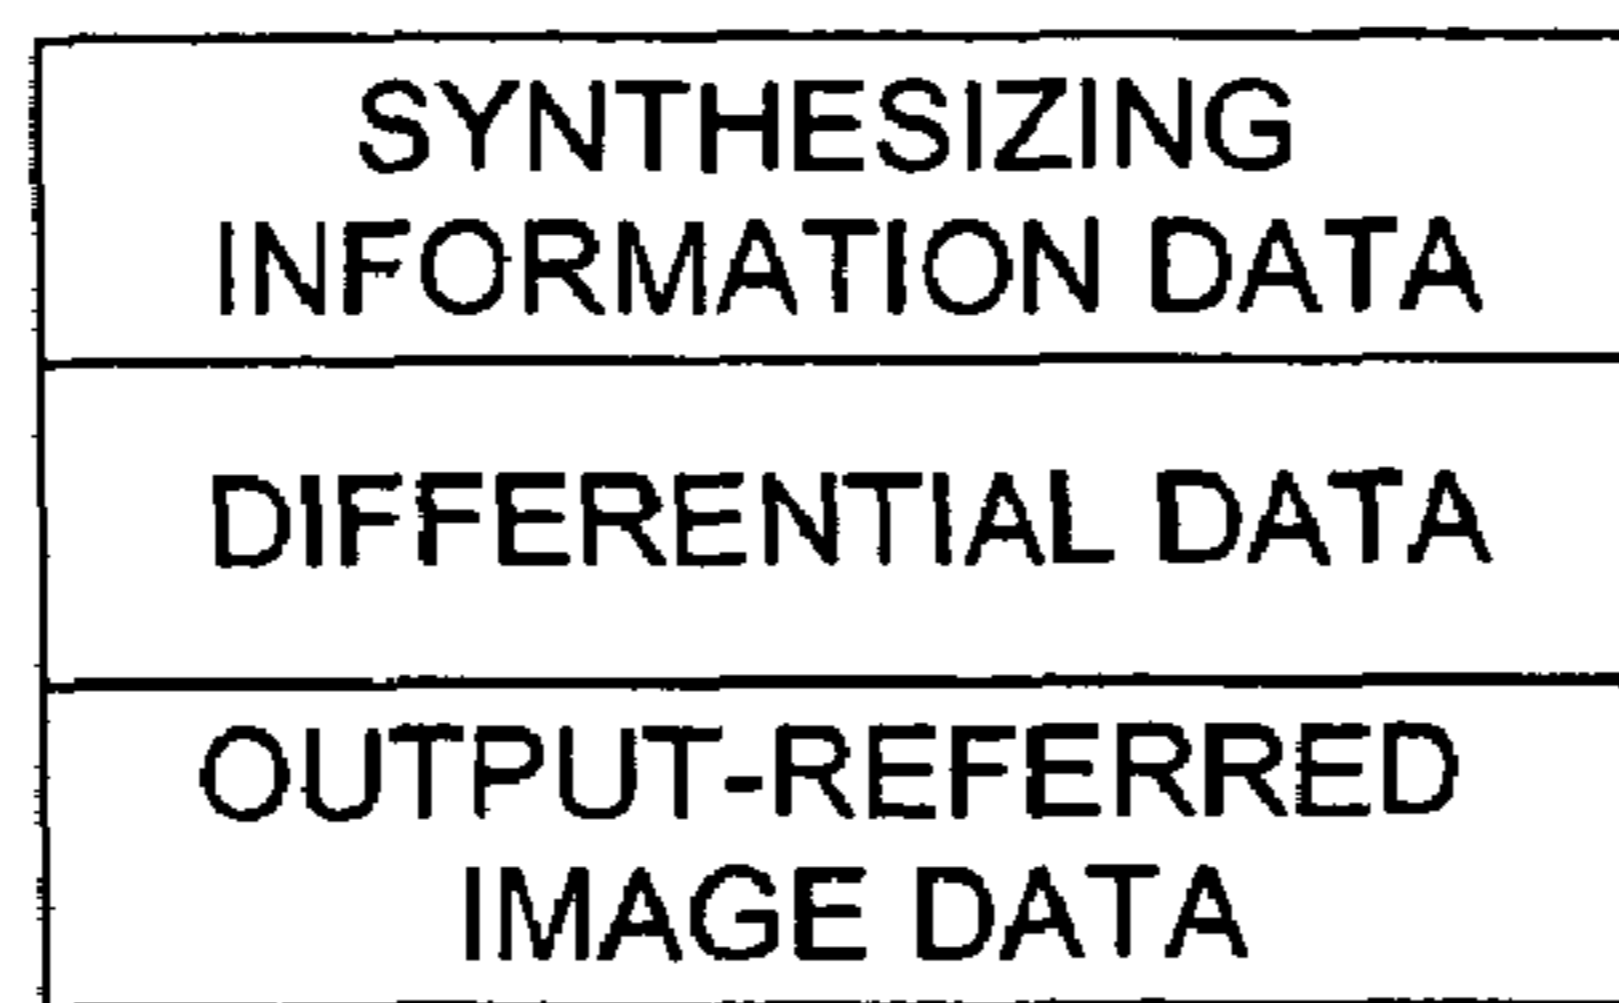 SYNTHESIZING
INFORMATION DATA
DIFFERENTIAL DATA
OUTPUT-REFERRED
IMAGE DATA